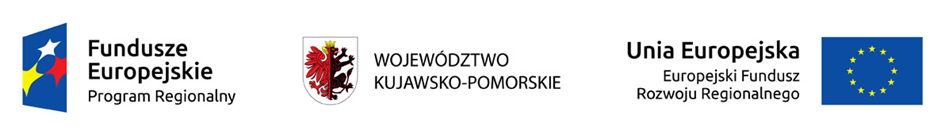 Fundusze
Europejskie
Program Regionalny
WOJEWÓDZTWO
KUJAWSKO-POMORSKIE
Unia Europejska
Europejski Fundusz
Rozwoju Regionalnego